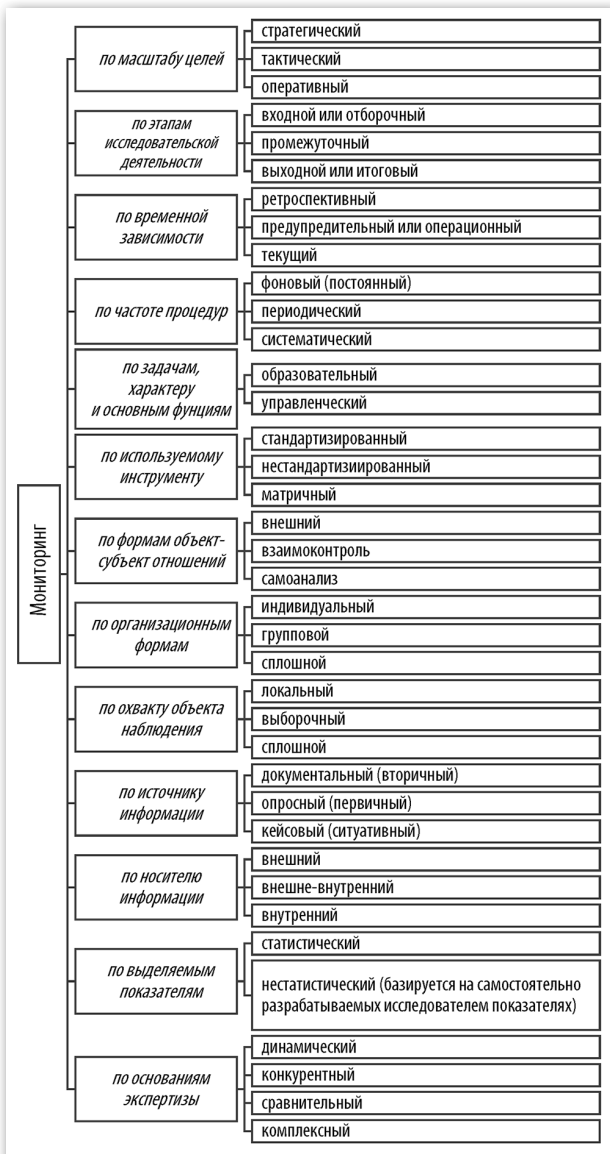 Мониторинг
по масштабу целей
стратегический
тактический
оперативный
по этапам
исследовательской
деятельности
входной или отборочный
промежуточный
выходной или итоговый
по временной
зависимости
ретроспективный
предупредительный или операционный
текущий
по частоте процедур
фоновый (постоянный)
периодический
систематический
по задачам,
характеру
и основным фунциям
образовательный
управленческий
по используемому
инструменту
стандартизированный
нестандартизиированный
матричный
по формам объект-
субъект отношений
внешний
взаимоконтроль
самоанализ
по организационным
формам
индивидуальный
групповой
сплошной
по охвакту объекта
наблюдения
локальный
выборочный
сплошной
по источнику
информации
документальный (вторичный)
опросный (первичный)
кейсовый (ситуативный)
по носителю
информации
внешний
внешне-внутренний
внутренний
по выделяемым
показателям
статистический
нестатистический (базируется на самостоятельно
разрабатываемых исследователем показателях)
по основаниям
экспертизы
динамический
конкурентный
сравнительный
комплексный